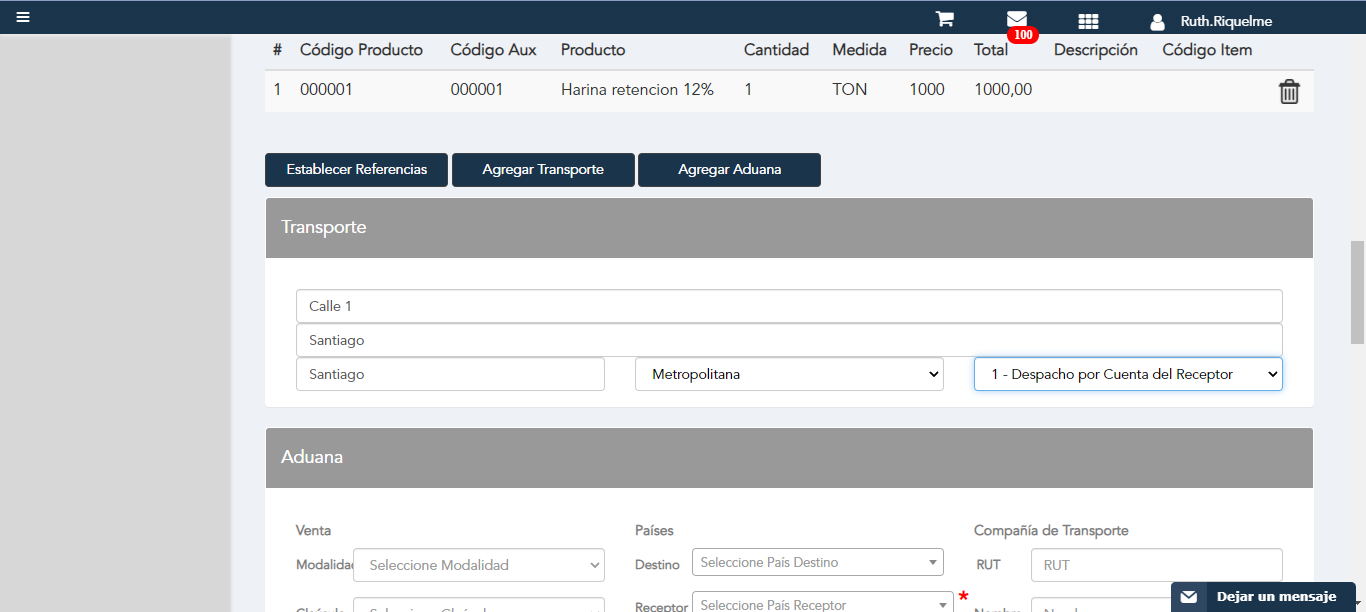 Ruth.Riquelme
100
# Código Producto Código Aux Producto Cantidad Medida Precio Total Descripción Código Item
1 000001 000001 Harina retencion 12% 1 TON 1000 1000,00
Establecer Referencias Agregar Transporte Agregar Aduana
Transporte
Calle 1
Santiago
Santiago Metropolitana 1 - Despacho por Cuenta del Receptor
Aduana
Venta Países Compañía de Transporte
Modalidad Seleccione Modalidad Destino Seleccione País Destino RUT RUT
Receptor Seleccione País Receptor *
Dejar un mensaje